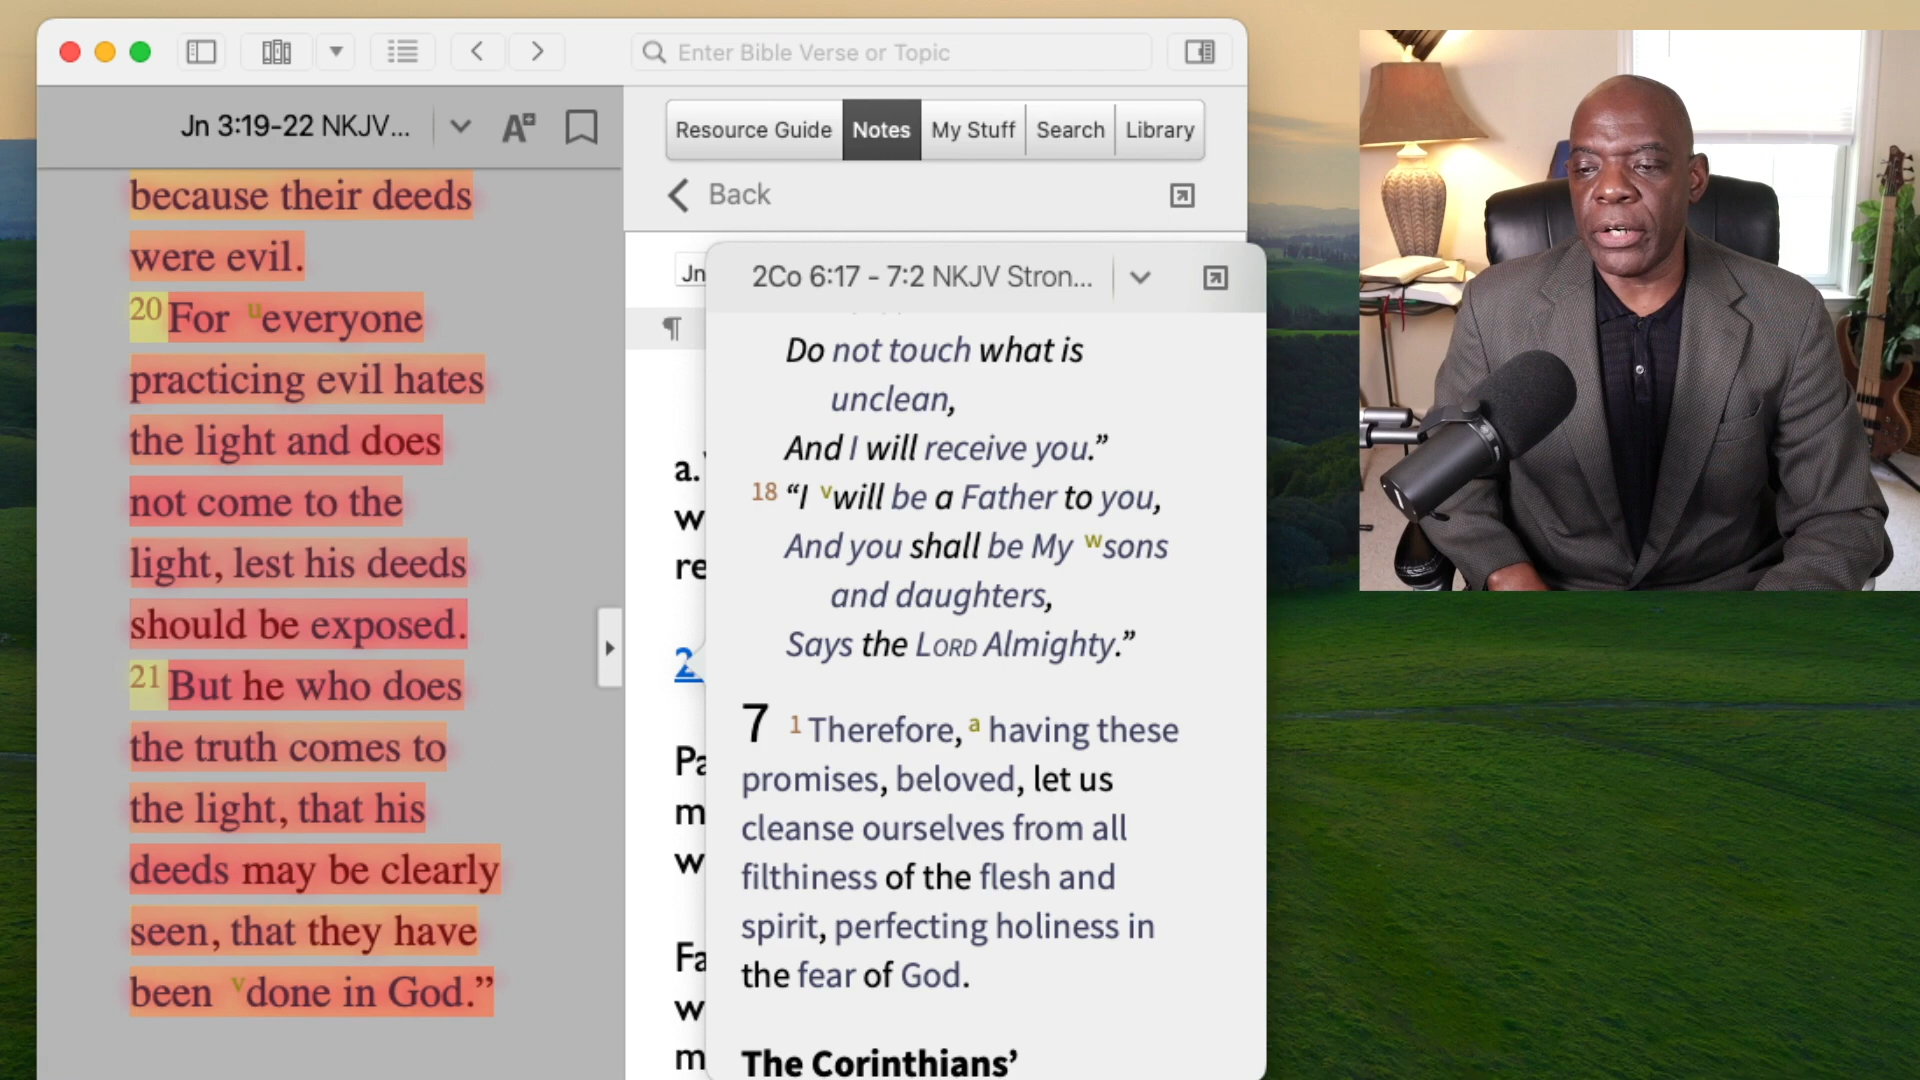 Enter Bible Verse or Topic
Jn 3:19-22 NKJV...
A
because their deeds
were evil.
20 For u everyone
practicing evil hates
the light and does
not come to the
light, lest his deeds
should be exposed.
21 But he who does
the truth comes to
the light, that his
deeds may be clearly
seen, that they have
been v done in God.”
Resource Guide
Notes
My Stuff
Search
Library
Back
Jn
¶
a.
w
re
2
Pa
m
w
Fa
w
m
2Co 6:17 - 7:2 NKJV Stron...
Do not touch what is
unclean,
And I will receive you.”
18 “I v will be a Father to you,
And you shall be My w sons
and daughters,
Says the LORD Almighty.”
7 1 Therefore, a having these
promises, beloved, let us
cleanse ourselves from all
filthiness of the flesh and
spirit, perfecting holiness in
the fear of God.
The Corinthians’